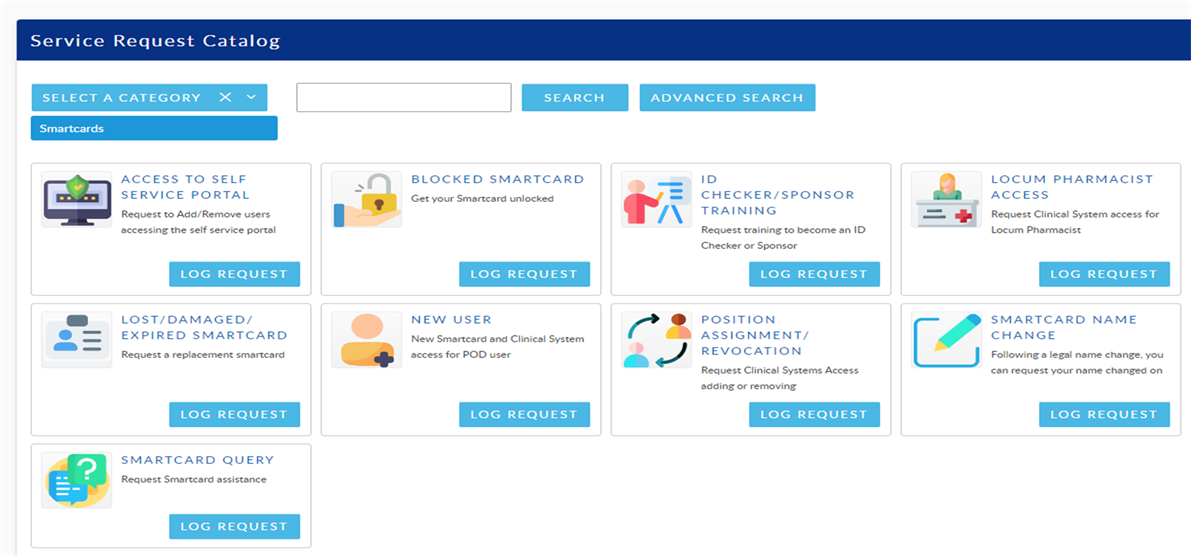 Service Request Catalog
SELECT A CATEGORY
SEARCH
ADVANCED SEARCH
Smartcards
ACCESS TO SELF
SERVICE PORTAL
Request to Add/Remove users
accessing the self service portal
LOG REQUEST
BLOCKED SMARTCARD
Get your Smartcard unlocked
LOG REQUEST
ID
CHECKER/SPONSOR
TRAINING
Request training to become an ID
Checker or Sponsor
LOG REQUEST
LOCUM PHARMACIST
ACCESS
Request Clinical System access for
Locum Pharmacist
LOG REQUEST
LOST/DAMAGED/
EXPIRED SMARTCARD
Request a replacement smartcard
LOG REQUEST
NEW USER
New Smartcard and Clinical System
access for POD user
LOG REQUEST
POSITION
ASSIGNMENT/
REVOCATION
Request Clinical Systems Access
adding or removing
LOG REQUEST
SMARTCARD NAME
CHANGE
Following a legal name change, you
can request your name changed on
LOG REQUEST
SMARTCARD QUERY
Request Smartcard assistance
LOG REQUEST